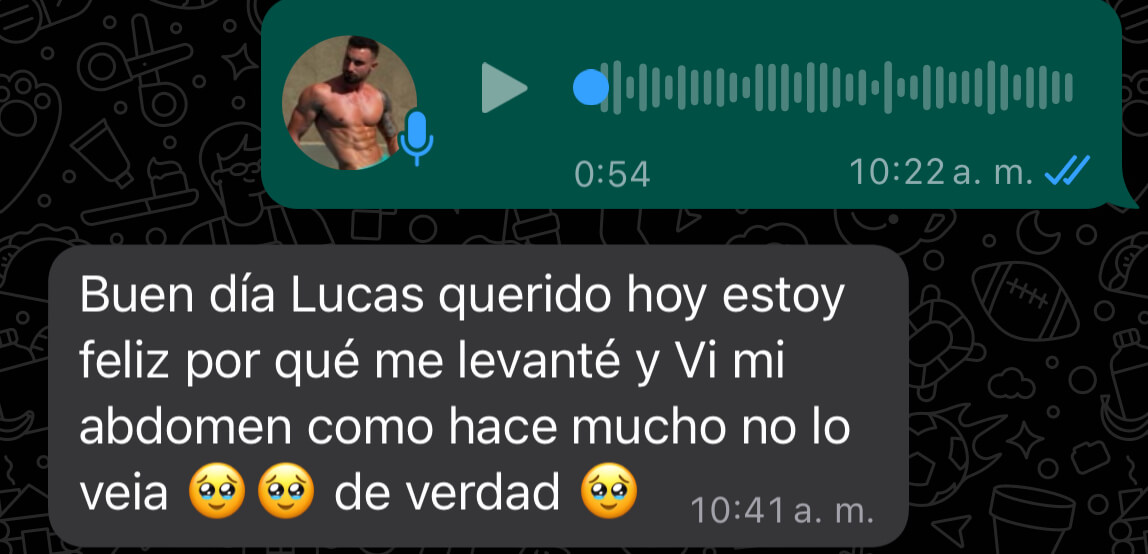 0:54
10:22 a. m.
Buen día Lucas querido hoy estoy
feliz por qué me levanté y Vi mi
abdomen como hace mucho no lo
veia 🥹🥹 de verdad 🥹
10:41 a. m.